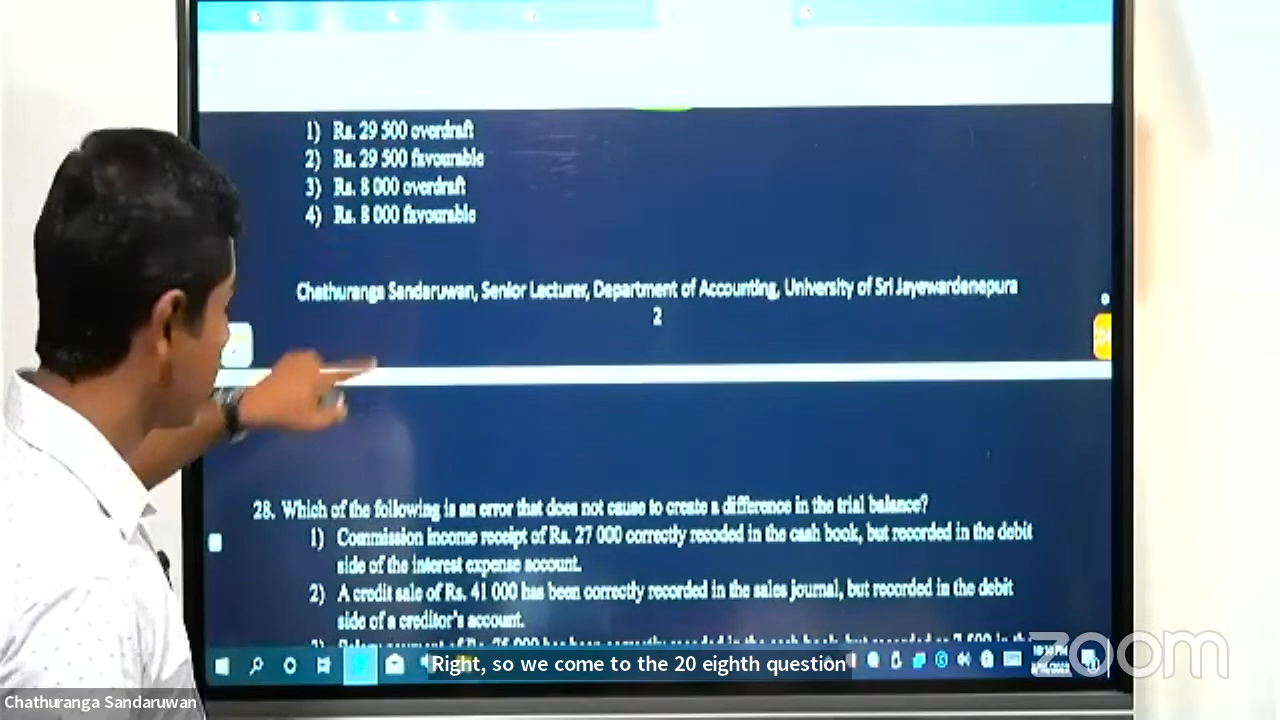 1) Rs. 29 500 overdraft
2) Rs. 29 500 favourable
3) Rs. 8 000 overdraft
4) Rs. 8 000 favourable
Chathuranga Sandaruwan, Senior Lecturer, Department of Accounting, University of Sri Jayewardenepura
2
28. Which of the following is an error that does not cause to create a difference in the trial balance?
1) Commission income receipt of Rs. 27 000 correctly recoded in the cash book, but recorded in the debit
side of the interest expense account.
2) A credit sale of Rs. 41 000 has been correctly recorded in the sales journal, but recorded in the debit
side of a creditor's account.
Right, so we come to the 20 eighth question
zoom
Chathuranga Sandaruwan